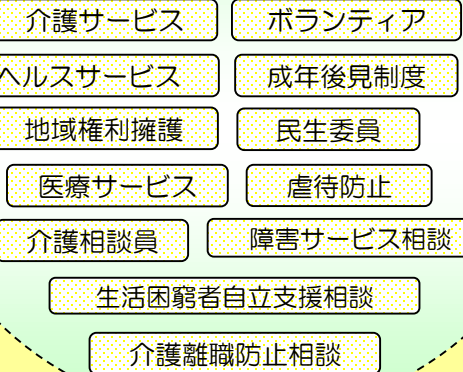 介護サービス
ボランティア
ヘルスサービス
成年後見制度
地域権利擁護
民生委員
医療サービス
虐待防止
介護相談員
障害サービス相談
生活困窮者自立支援相談
介護離職防止相談